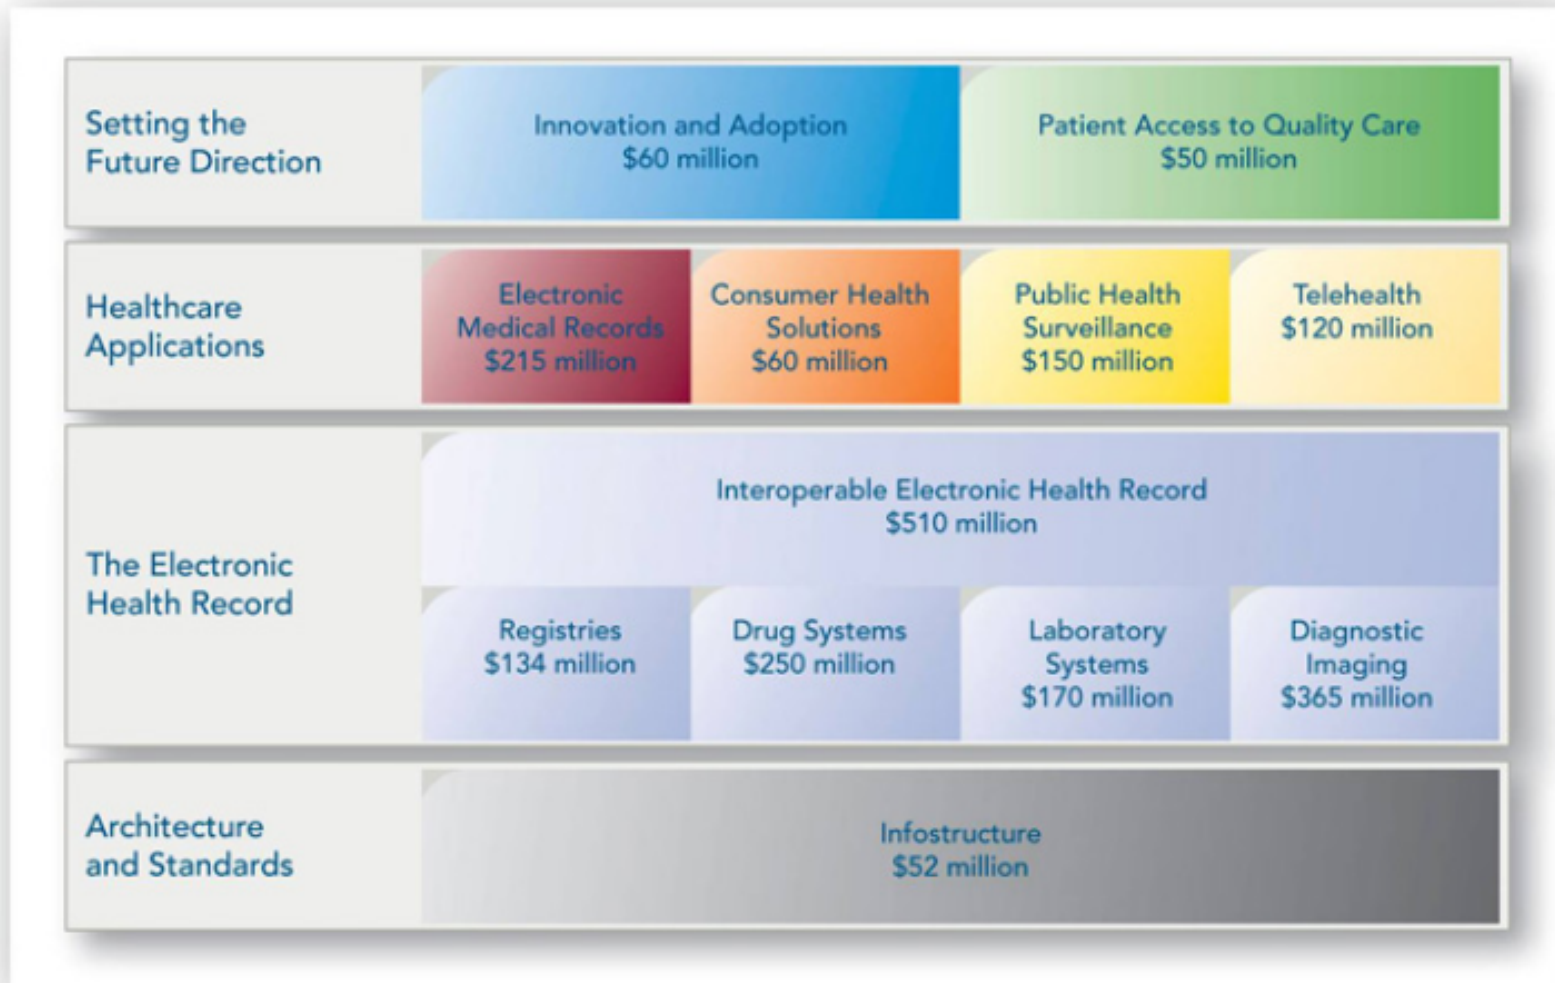 Setting the
Future Direction
Innovation and Adoption
$60 million
Patient Access to Quality Care
$50 million
Healthcare
Applications
Electronic
Medical Records
$215 million
Consumer Health
Solutions
$60 million
Public Health
Surveillance
$150 million
Telehealth
$120 million
The Electronic
Health Record
Interoperable Electronic Health Record
$510 million
Registries
$134 million
Drug Systems
$250 million
Laboratory
Systems
$170 million
Diagnostic
Imaging
$365 million
Architecture
and Standards
Infostructure
$52 million